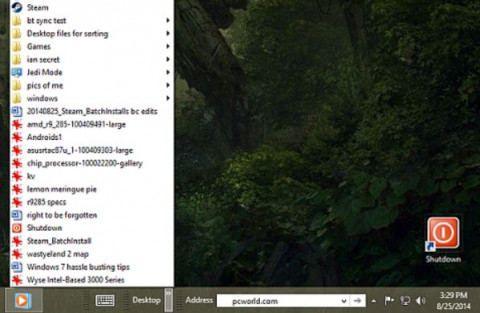 Steam
bt sync test
Desktop files for sorting
Games
ian secret
Jedi Mode
pics of me
windows
20140825_Steam_BatchInstalls bc edits
amd_r9_285-100409491-large
Androids1
asusrtac87u_1-100409303-large
chip_processor-100022200-gallery
kv
lemon meringue pie
r9285 specs
right to be forgotten
Shutdown
Steam_BatchInstall
wastyeland 2 map
Windows 7 hassle busting tips
Wyse Intel-Based 3000 Series
Shutdown
Desktop
Address
pcworld.com
3:29 PM
8/25/2014